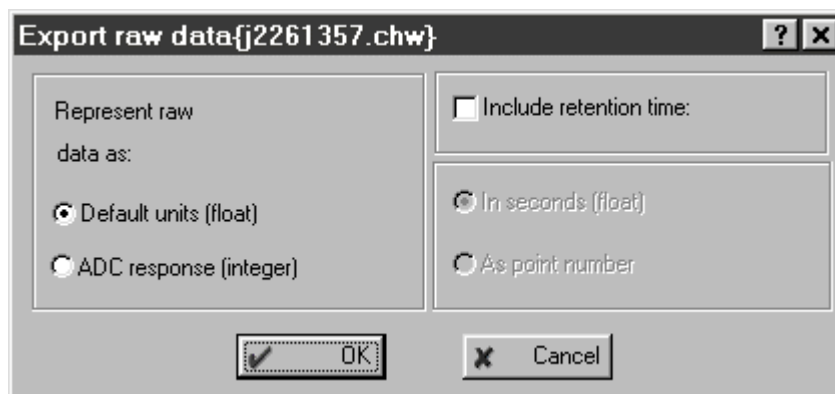 Export raw data{j2261357.chw}
Represent raw
data as:
Default units (float)
ADC response (integer)
Include retention time:
In seconds (float)
As point number
OK
Cancel